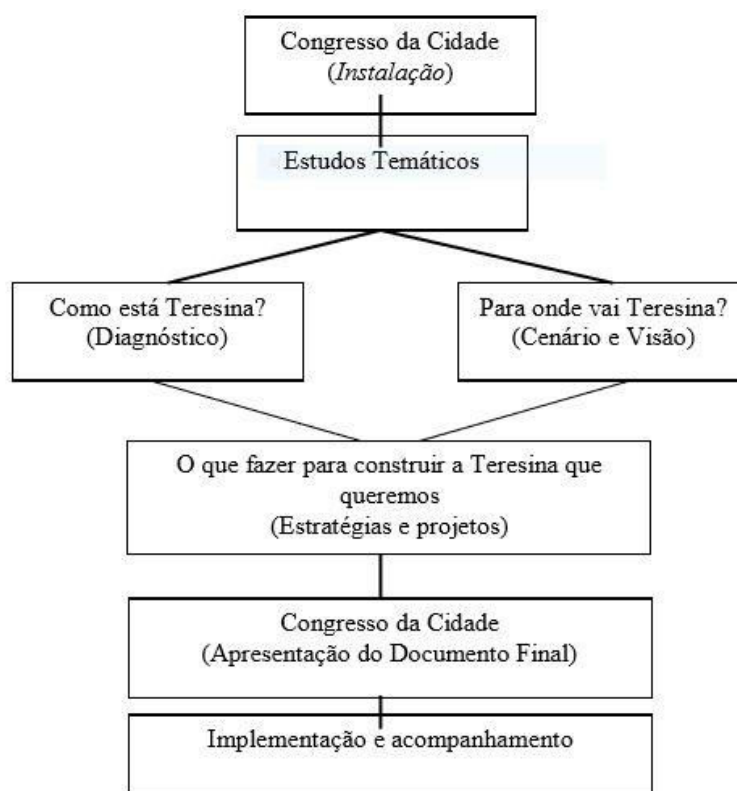 Congresso da Cidade
(Instalação)
Estudos Temáticos
Como está Teresina?
(Diagnóstico)
Para onde vai Teresina?
(Cenário e Visão)
O que fazer para construir a Teresina que
queremos
(Estratégias e projetos)
Congresso da Cidade
(Apresentação do Documento Final)
Implementação e acompanhamento